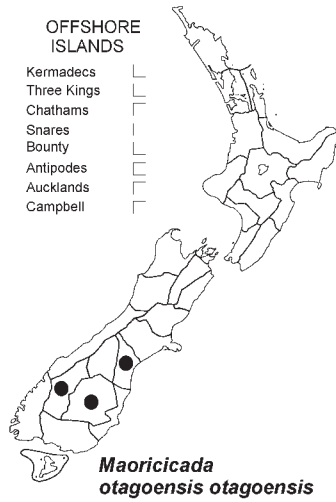 OFFSHORE
ISLANDS
Kermadecs
Three Kings
Chathams
Snares
Bounty
Antipodes
Aucklands
Campbell
Maoricicada
otagoensis otagoensis